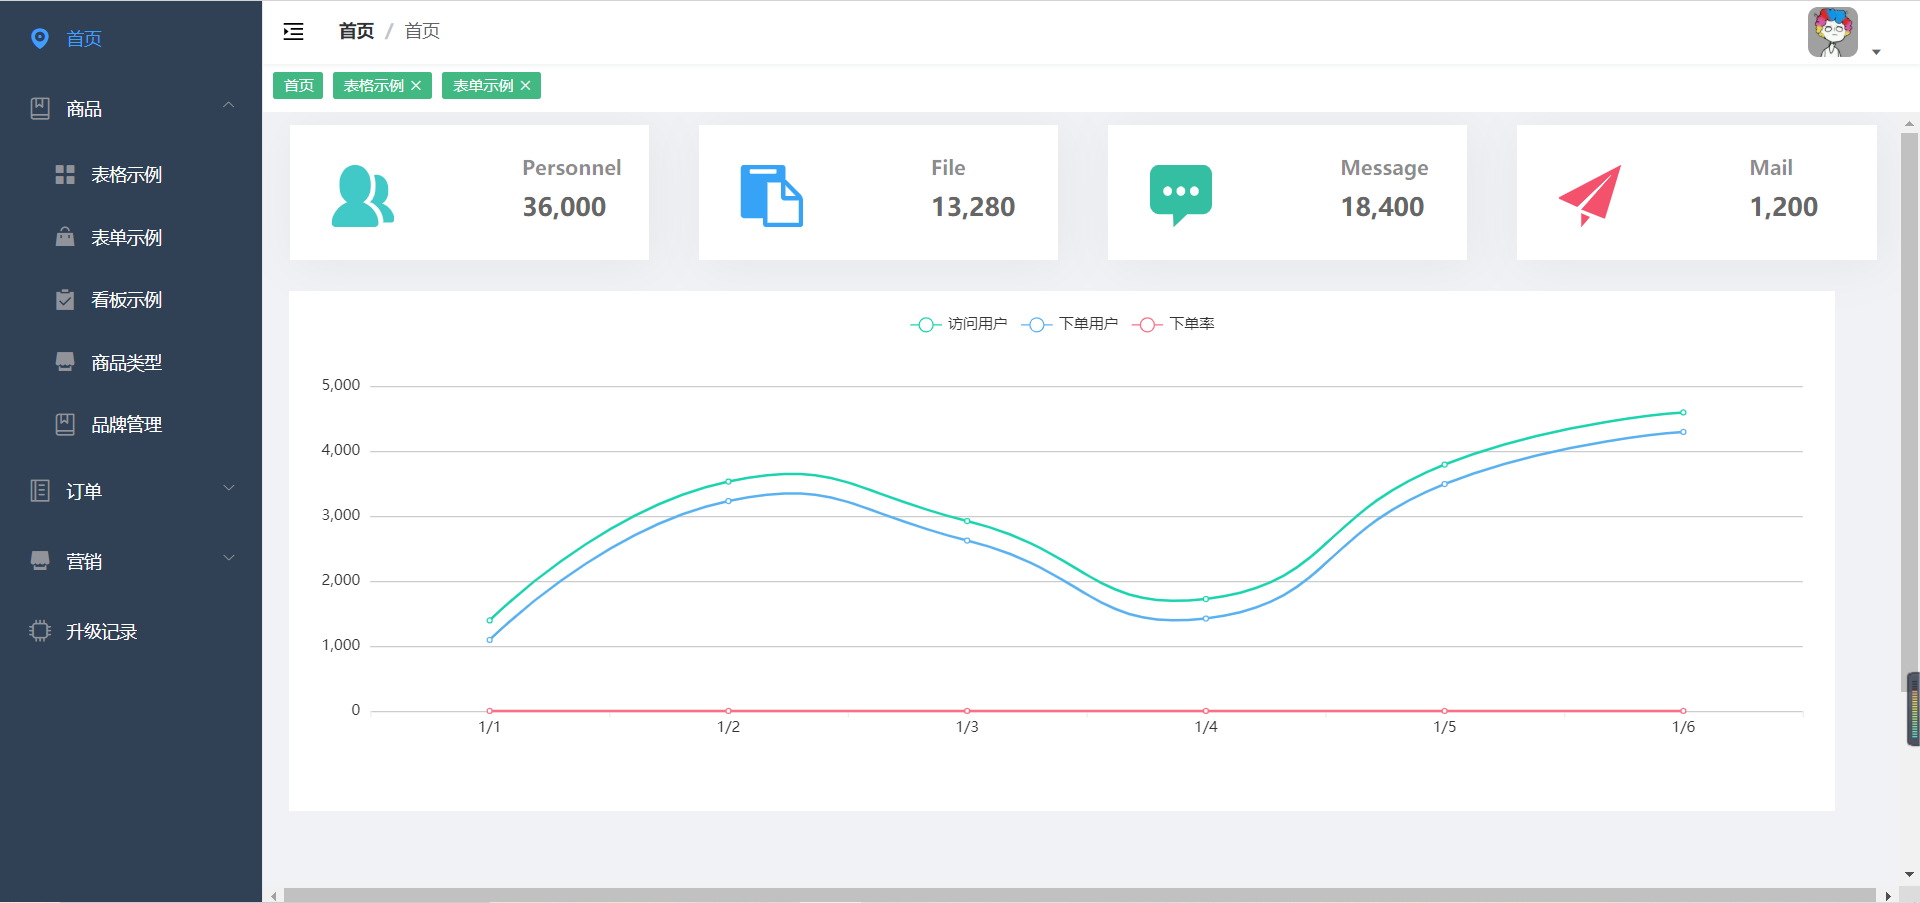 首页
商品
表格示例
表单示例
看板示例
商品类型
品牌管理
订单
营销
升级记录
首页 / 首页
首页 表格示例 × 表单示例 ×
Personnel
36,000
File
13,280
Message
18,400
Mail
1,200
访问用户 下单用户 下单率
5,000
4,000
3,000
2,000
1,000
0
1/1 1/2 1/3 1/4 1/5 1/6